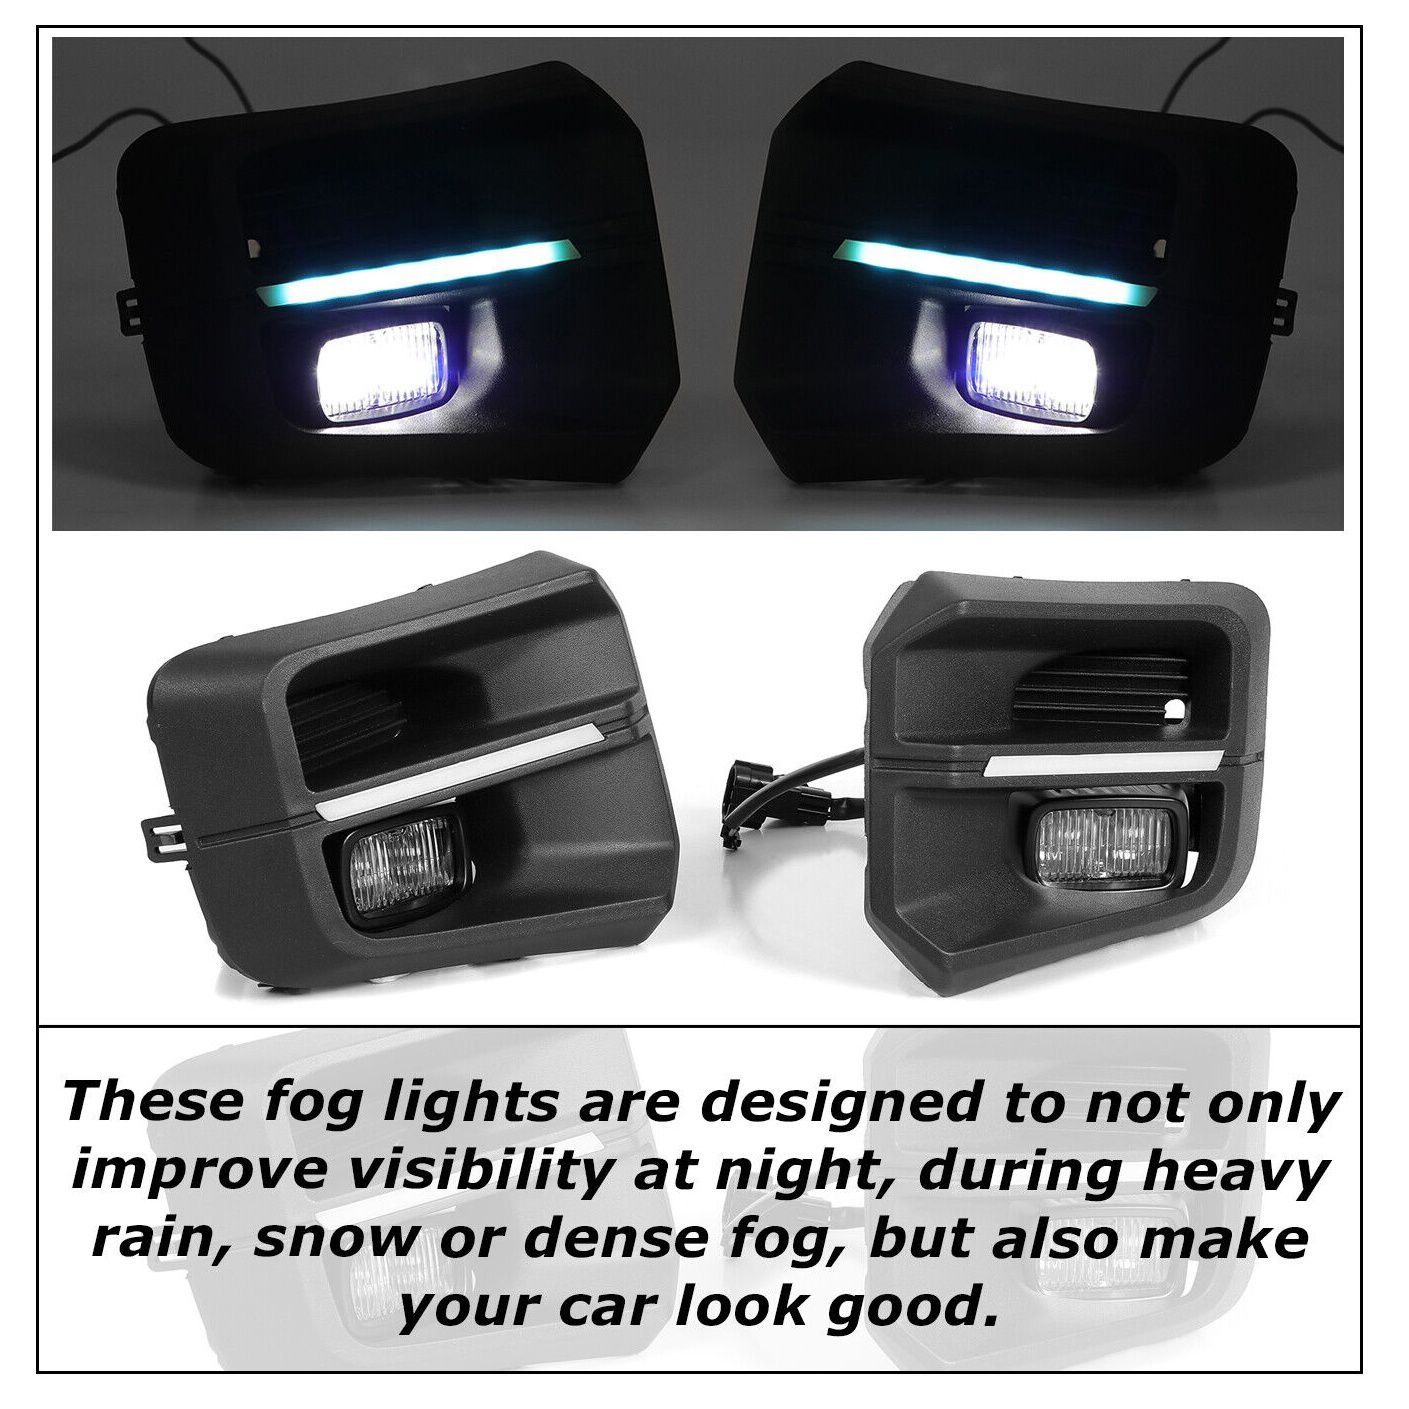 These fog lights are designed to not only
improve visibility at night, during heavy
rain, snow or dense fog, but also make
your car look good.